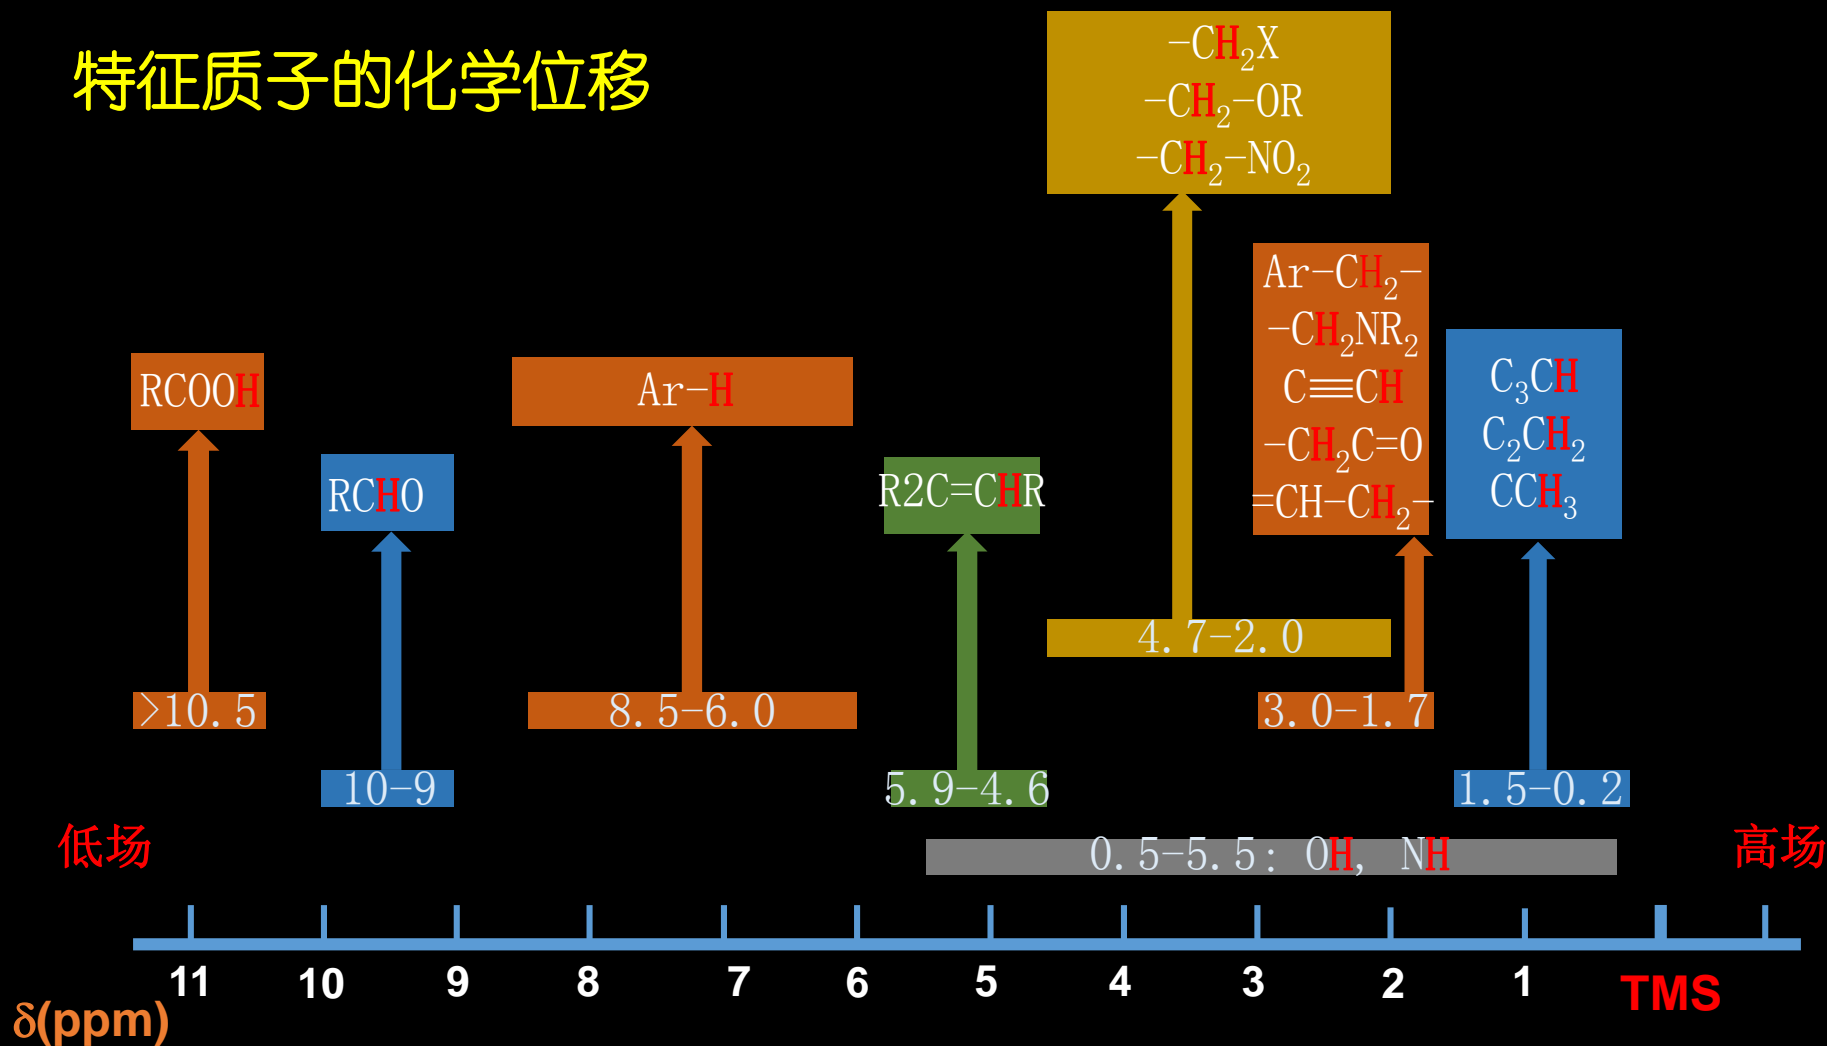 特征质子的化学位移
-CH₂X
-CH₂-OR
-CH₂-NO₂
Ar-CH₂-
-CH₂NR₂
C≡CH
-CH₂C=O
=CH-CH₂-
C₃CH
C₂CH₂
CCH₃
RCOOH
Ar-H
RCHO
R2C=CHR
4.7-2.0
>10.5
8.5-6.0
3.0-1.7
10-9
5.9-4.6
1.5-0.2
低场
0.5-5.5: OH, NH
高场
11 10 9 8 7 6 5 4 3 2 1 TMS
δ(ppm)